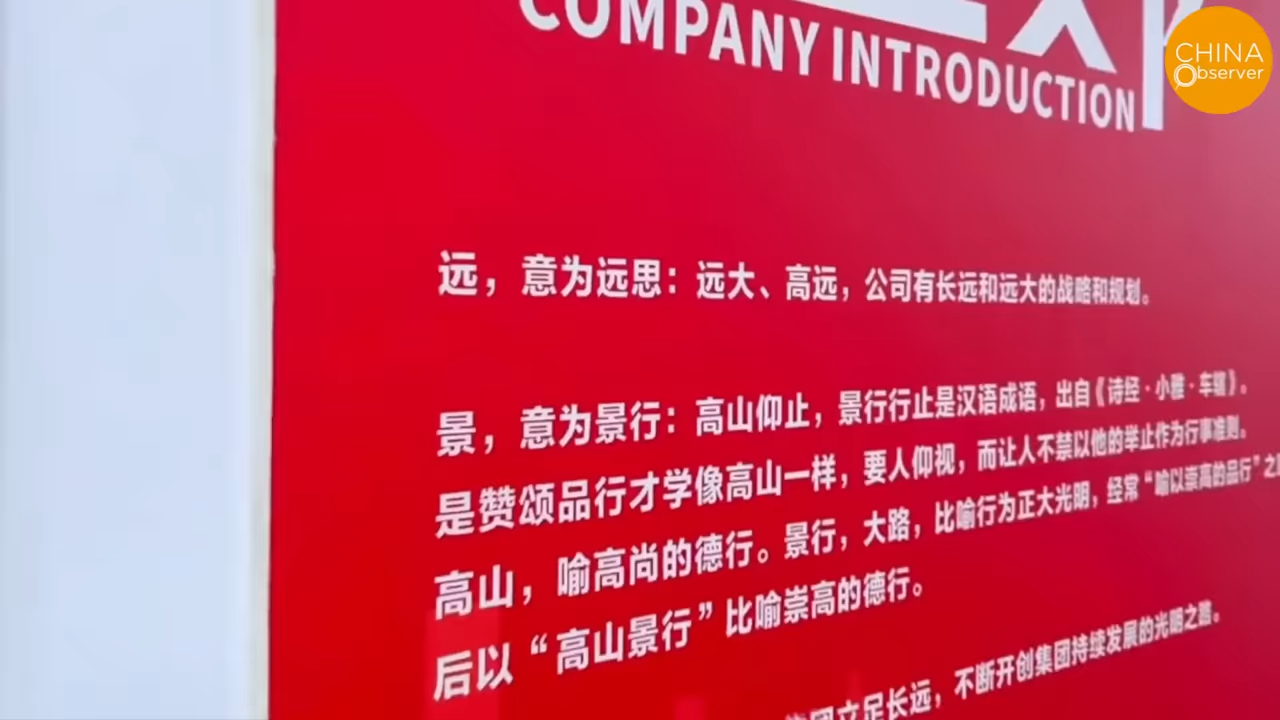 COMPANY INTRODUCTION
CHINA
Observer
远，意为远思：远大、高远，公司有长远和远大的战略和规划。
景，意为景行：高山仰止，景行行止是汉语成语，出自《诗经·小雅·车辖》。
是赞颂品行才学像高山一样，要人仰视，而让人不禁以他的举止作为行事准则。
高山，喻高尚的德行。景行，大路，比喻行为正大光明，经常“喻以崇高的品行”之
后以“高山景行”比喻崇高的德行。
集团立足长远，不断开创集团持续发展的光明之路。